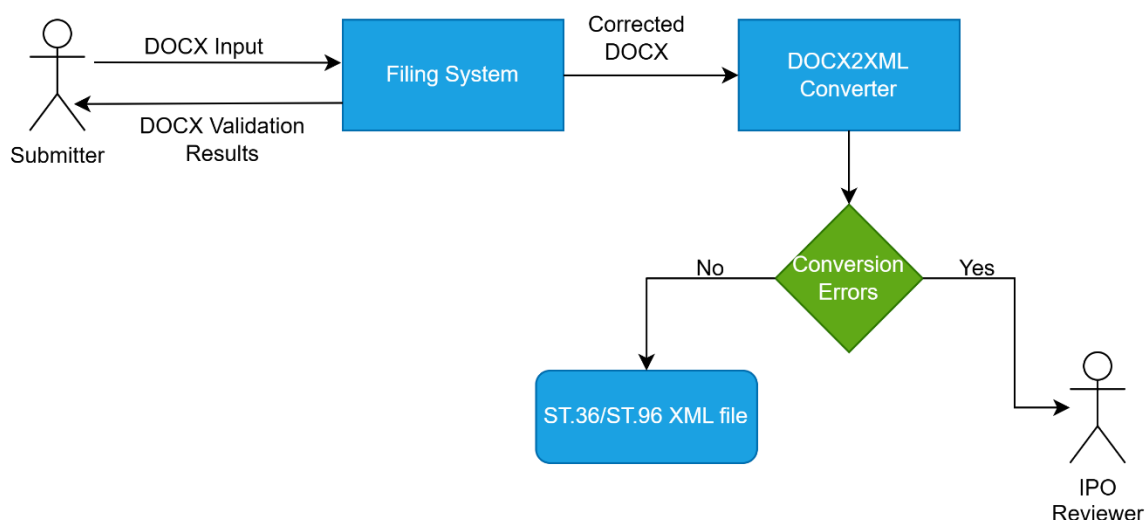 DOCX Input
Filing System
Corrected
DOCX
DOCX2XML
Converter
DOCX Validation
Results
Submitter
No
Conversion
Errors
Yes
ST.36/ST.96 XML file
IPO
Reviewer